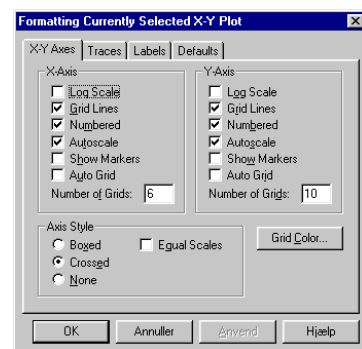 Formatting Currently Selected X-Y Plot
X-Y Axes Traces Labels Defaults
X-Axis
Log Scale
Grid Lines
Numbered
Autoscale
Show Markers
Auto Grid
Number of Grids: 6
Y-Axis
Log Scale
Grid Lines
Numbered
Autoscale
Show Markers
Auto Grid
Number of Grids: 10
Axis Style
Boxed
Crossed
None
Equal Scales
Grid Color...
OK Annuller Anvend Hjælp